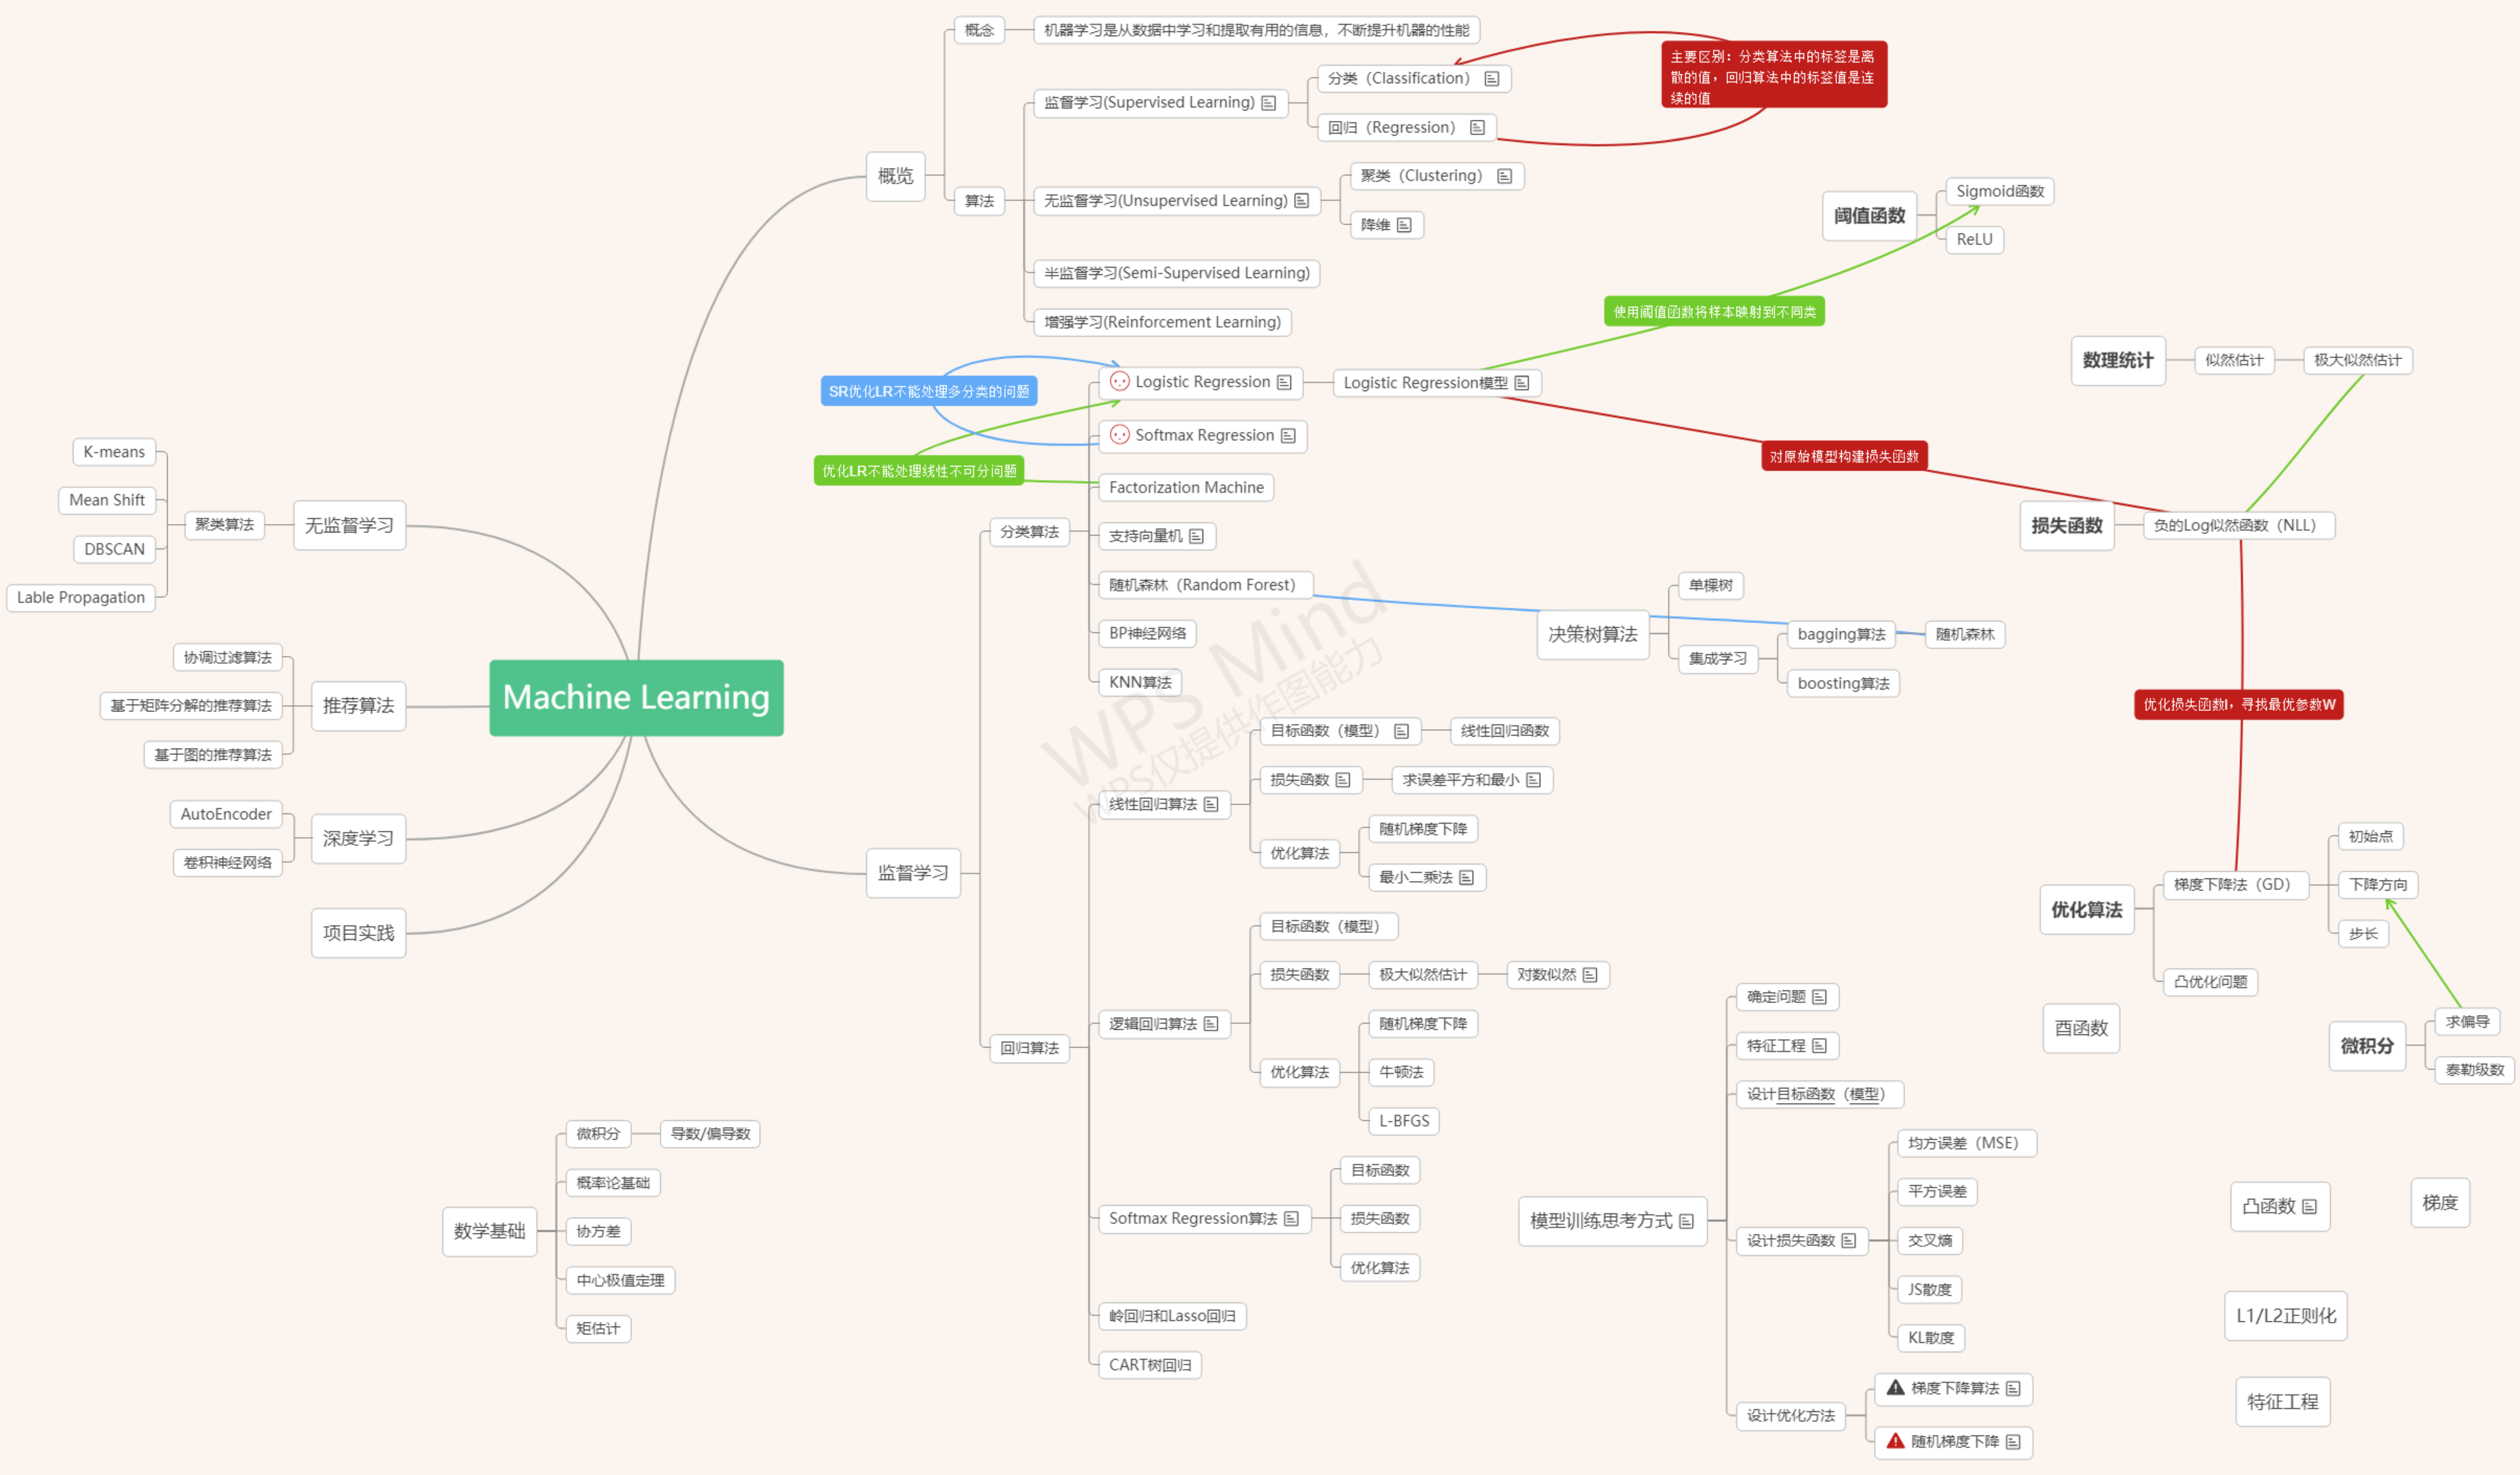 概念
机器学习是从数据中学习和提取有用的信息，不断提升机器的性能
主要区别：分类算法中的标签是离
散的值，回归算法中的标签值是连
续的值
分类（Classification）
监督学习(Supervised Learning)
回归（Regression）
概览
聚类（Clustering）
算法
无监督学习(Unsupervised Learning)
降维
半监督学习(Semi-Supervised Learning)
增强学习(Reinforcement Learning)
阈值函数
Sigmoid函数
ReLU
使用阈值函数将样本映射到不同类
数理统计
似然估计
极大似然估计
SR优化LR不能处理多分类的问题
Logistic Regression
Logistic Regression模型
Softmax Regression
优化LR不能处理线性不可分问题
Factorization Machine
对原始模型构建损失函数
损失函数
负的Log似然函数（NLL）
分类算法
支持向量机
随机森林（Random Forest）
BP神经网络
KNN算法
决策树算法
单棵树
集成学习
bagging算法
随机森林
boosting算法
优化损失函数l，寻找最优参数W
K-means
Mean Shift
聚类算法
无监督学习
DBSCAN
Lable Propagation
协调过滤算法
基于矩阵分解的推荐算法
推荐算法
基于图的推荐算法
Machine Learning
AutoEncoder
深度学习
卷积神经网络
项目实践
监督学习
WPS Mind
WPS仅提供作图能力
目标函数（模型）
线性回归函数
线性回归算法
损失函数
求误差平方和最小
优化算法
随机梯度下降
最小二乘法
回归算法
逻辑回归算法
目标函数（模型）
损失函数
极大似然估计
对数似然
优化算法
随机梯度下降
牛顿法
L-BFGS
Softmax Regression算法
目标函数
损失函数
优化算法
岭回归和Lasso回归
CART树回归
优化算法
梯度下降法（GD）
初始点
下降方向
步长
凸优化问题
酉函数
微积分
求偏导
泰勒级数
数学基础
微积分
导数/偏导数
概率论基础
协方差
中心极值定理
矩估计
模型训练思考方式
确定问题
特征工程
设计目标函数（模型）
设计损失函数
均方误差（MSE）
平方误差
交叉熵
JS散度
KL散度
设计优化方法
梯度下降算法
随机梯度下降
凸函数
梯度
L1/L2正则化
特征工程